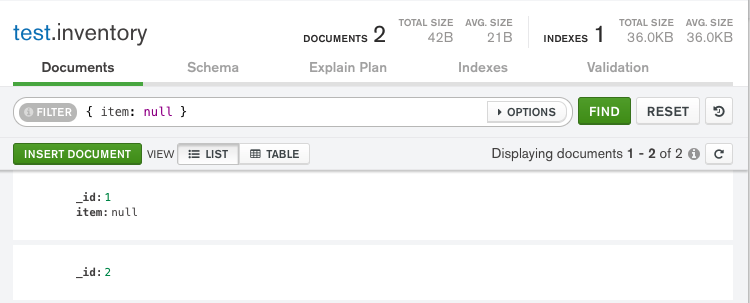 test.inventory
DOCUMENTS 2 TOTAL SIZE 42B AVG. SIZE 21B INDEXES 1 TOTAL SIZE 36.0KB AVG. SIZE 36.0KB
Documents Schema Explain Plan Indexes Validation
FILTER { item: null } OPTIONS FIND RESET
INSERT DOCUMENT VIEW LIST TABLE Displaying documents 1 - 2 of 2
_id: 1
item: null
_id: 2